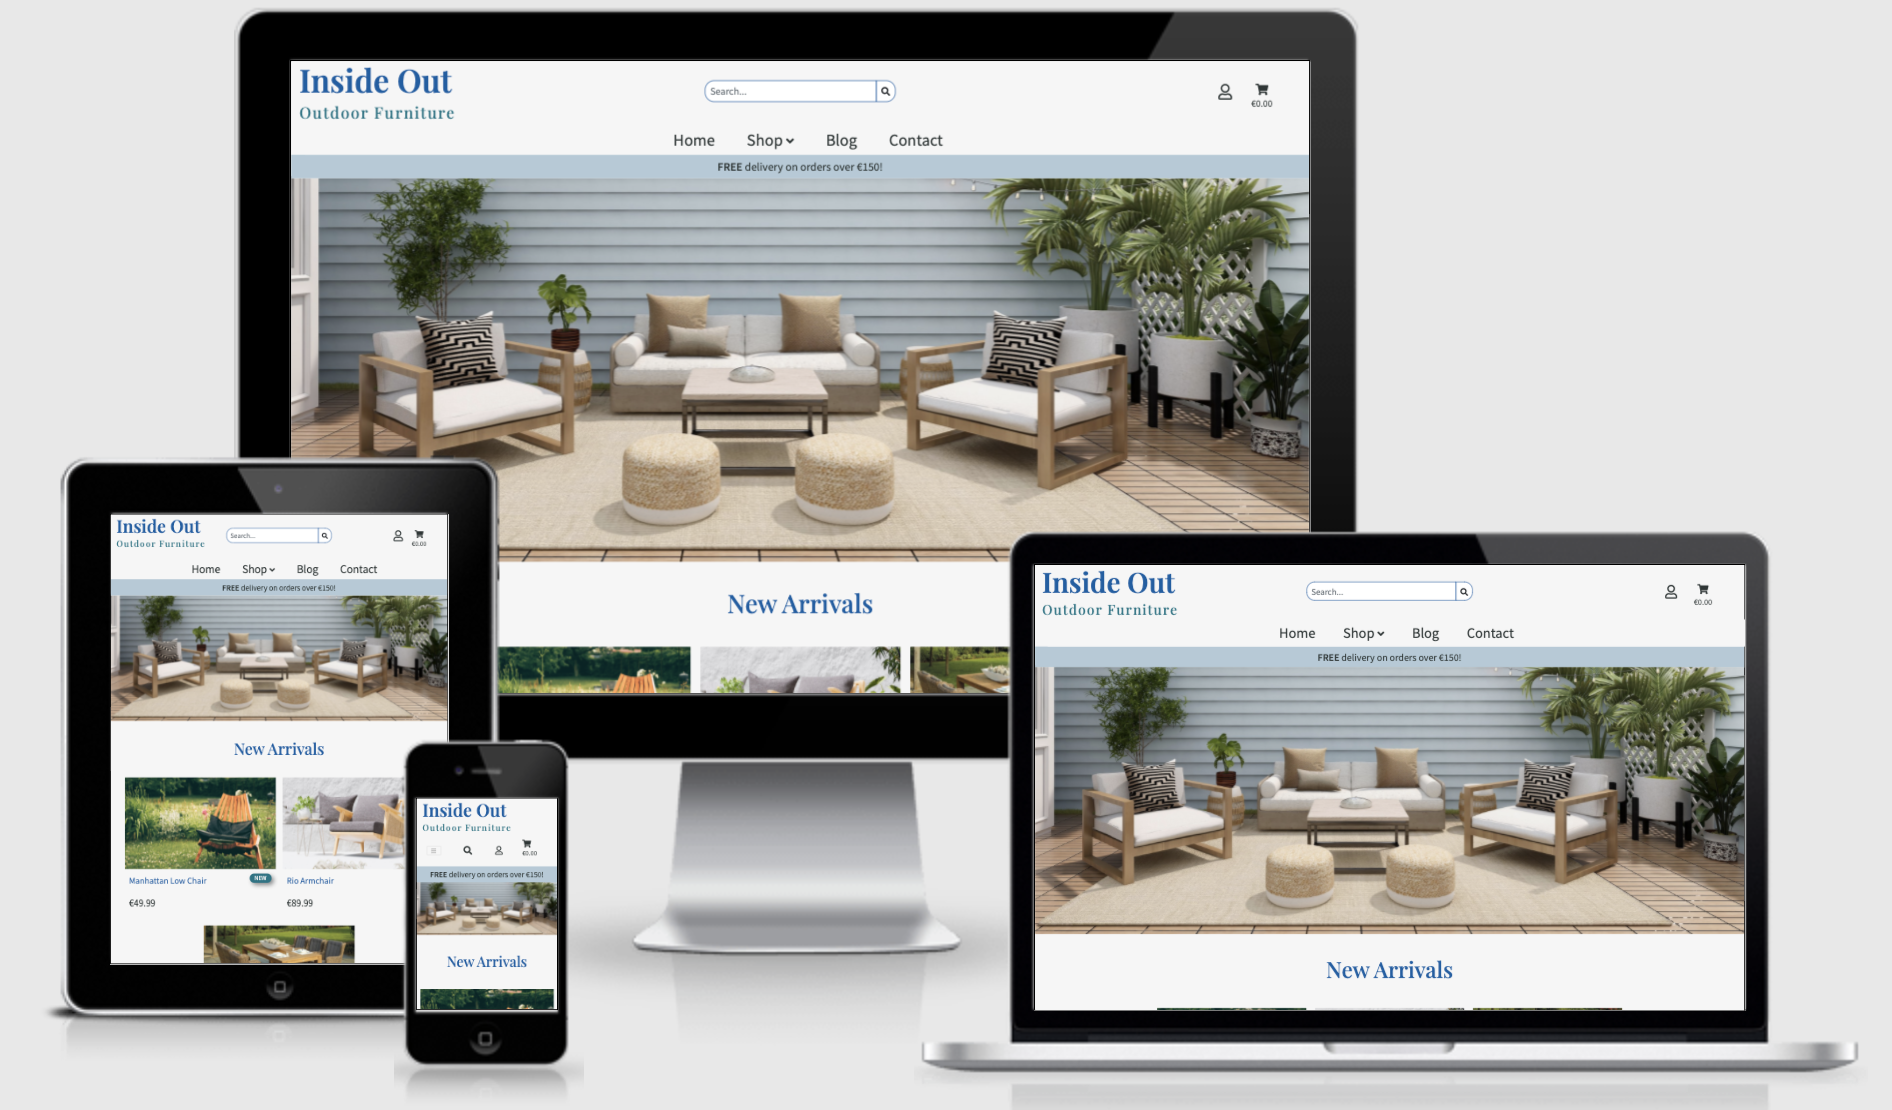 Inside Out
Outdoor Furniture
Search...
€0.00
Home Shop Blog Contact
FREE delivery on orders over €150!
New Arrivals
Inside Out
Outdoor Furniture
Search...
€0.00
Home Shop Blog Contact
FREE delivery on orders over €150!
New Arrivals
Manhattan Low Chair
NEW
Rio Armchair
€49.99
€89.99
Inside Out
Outdoor Furniture
€0.00
FREE delivery on orders over €150!
New Arrivals
Inside Out
Outdoor Furniture
Search...
€0.00
Home Shop Blog Contact
FREE delivery on orders over €150!
New Arrivals